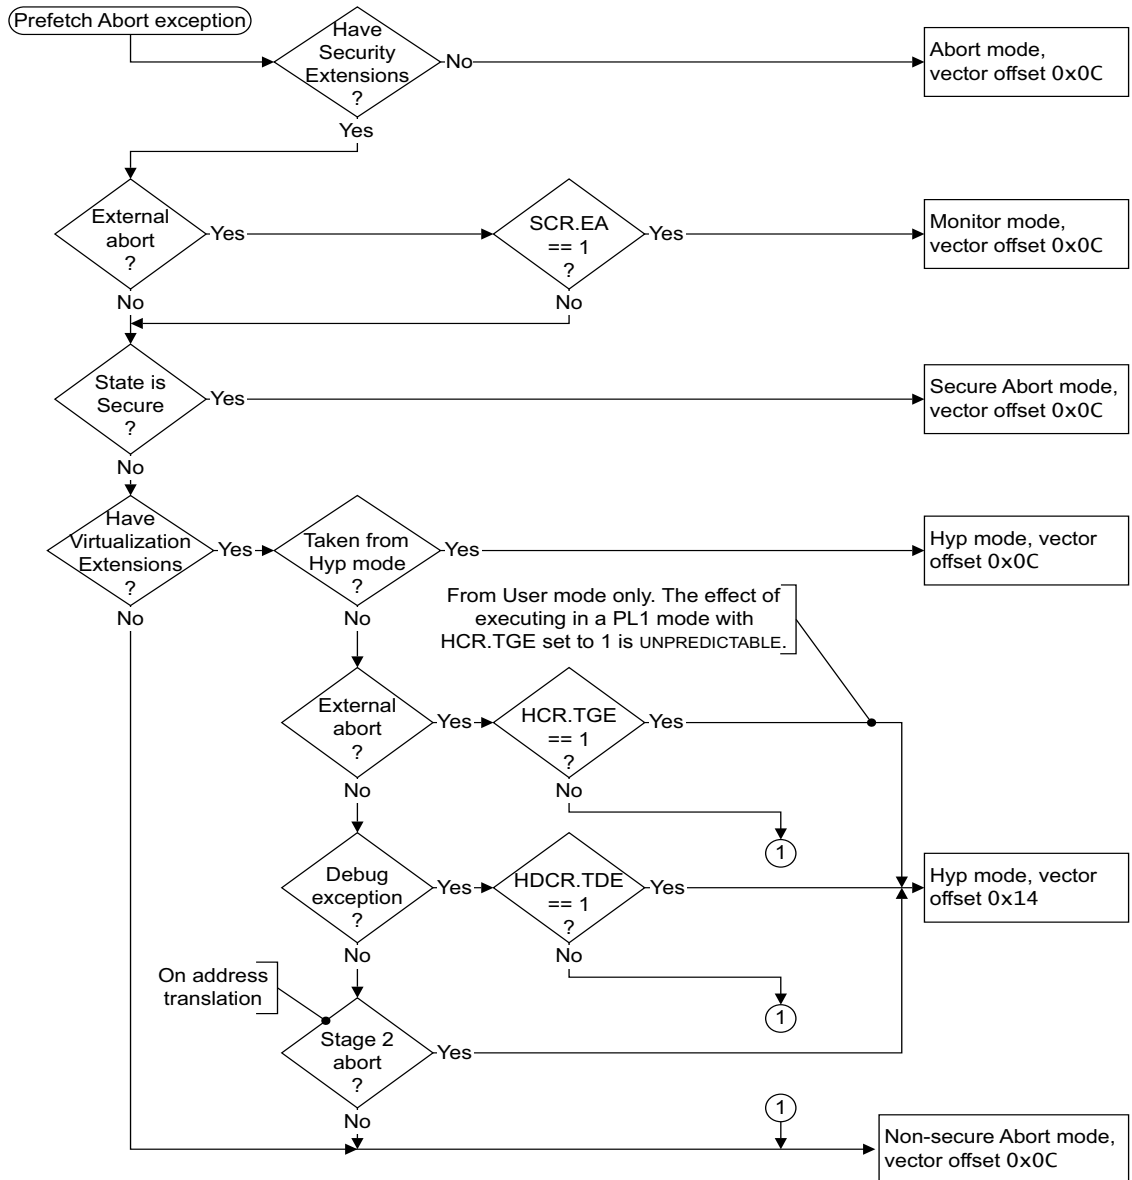 Prefetch Abort exception
Have
Security
Extensions
?
No
Abort mode,
vector offset 0x0C
Yes
External
abort
?
Yes
SCR.EA
== 1
?
Yes
Monitor mode,
vector offset 0x0C
No
No
State is
Secure
?
Yes
Secure Abort mode,
vector offset 0x0C
No
Have
Virtualization
Extensions
?
Yes
Taken from
Hyp mode
?
Yes
Hyp mode, vector
offset 0x0C
No
No
From User mode only. The effect of
executing in a PL1 mode with
HCR.TGE set to 1 is UNPREDICTABLE.
External
abort
?
Yes
HCR.TGE
== 1
?
Yes
No
No
1
Debug
exception
?
Yes
HDCR.TDE
== 1
?
Yes
Hyp mode, vector
offset 0x14
No
No
On address
translation
1
Stage 2
abort
?
Yes
No
1
Non-secure Abort mode,
vector offset 0x0C